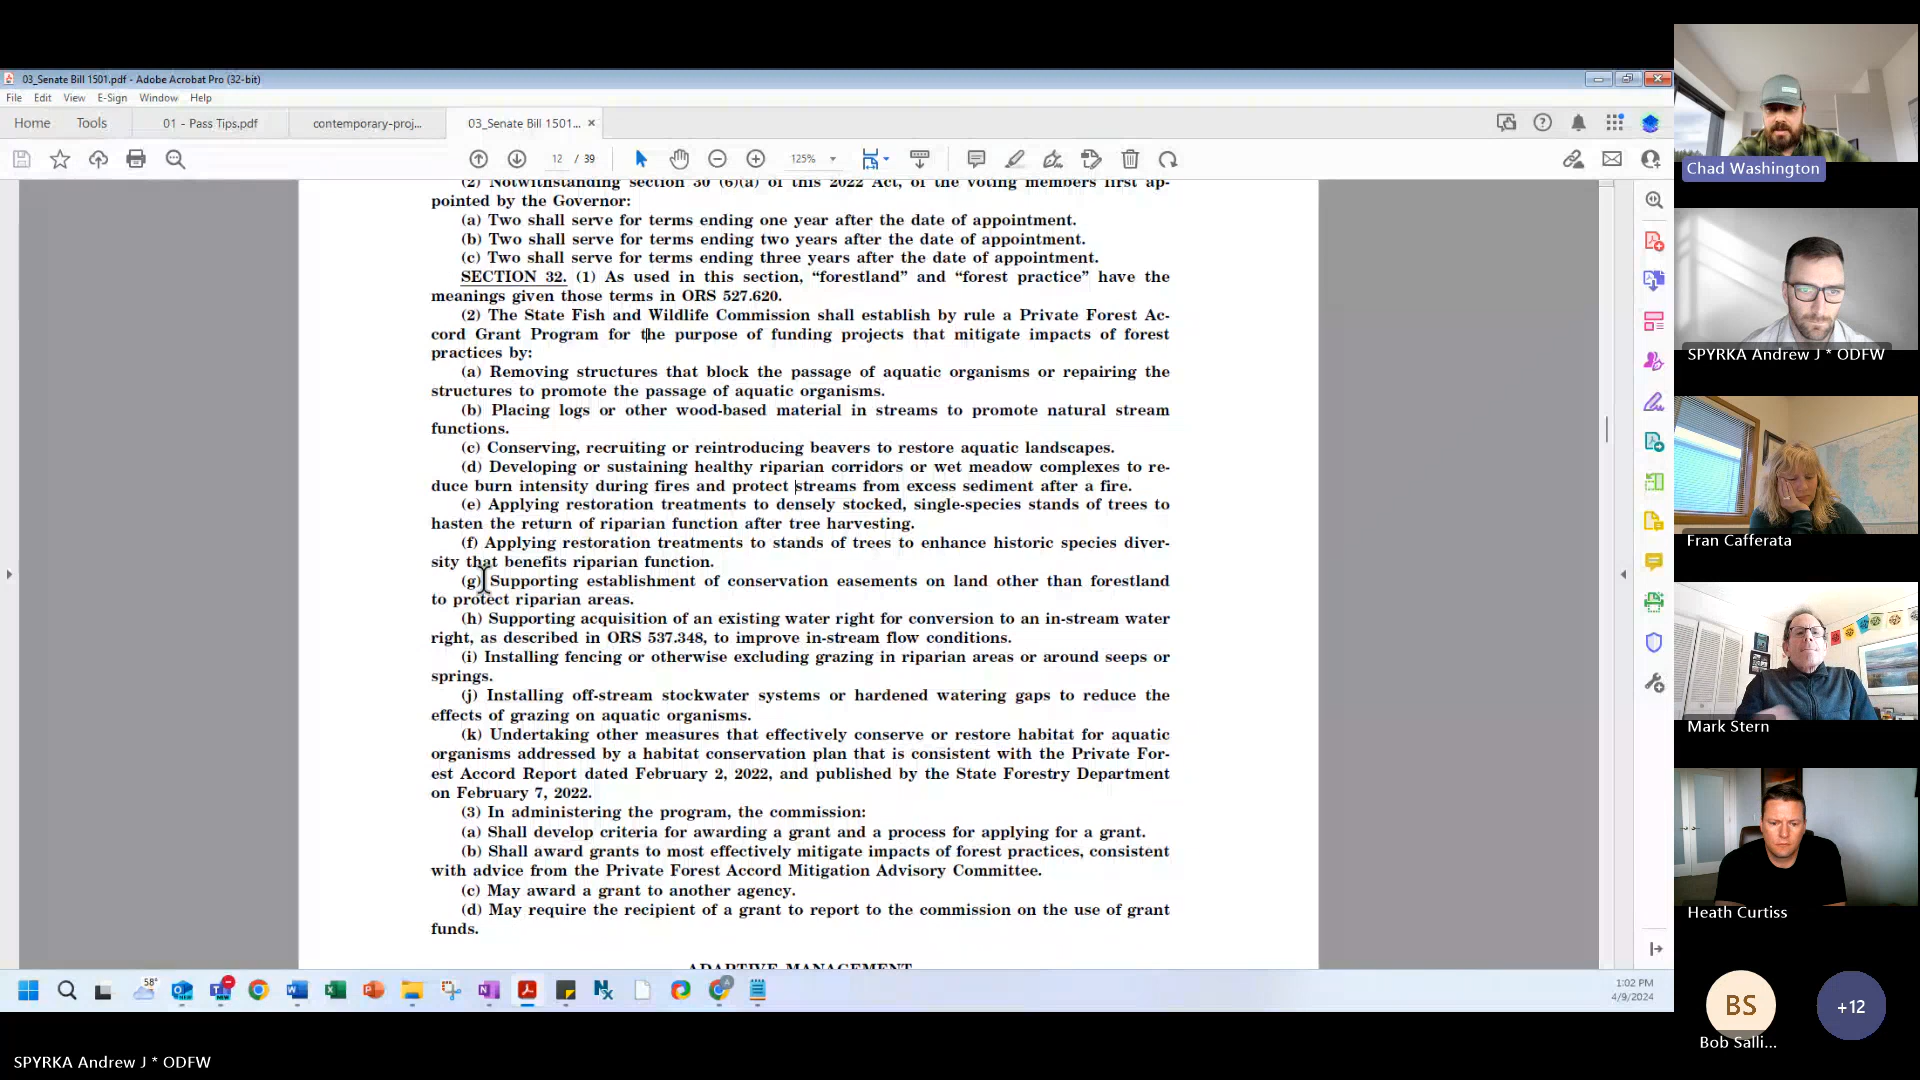 03_Senate Bill 1501.pdf - Adobe Acrobat Pro (32-bit)
File Edit View E-Sign Window Help
Home Tools 01 - Pass Tips.pdf contemporary-proj... 03_Senate Bill 1501...
12 / 39 125%
(2) Notwithstanding section 30 (6)(a) of this 2022 Act, of the voting members first ap-
pointed by the Governor:
(a) Two shall serve for terms ending one year after the date of appointment.
(b) Two shall serve for terms ending two years after the date of appointment.
(c) Two shall serve for terms ending three years after the date of appointment.
SECTION 32. (1) As used in this section, “forestland” and “forest practice” have the
meanings given those terms in ORS 527.620.
(2) The State Fish and Wildlife Commission shall establish by rule a Private Forest Ac-
cord Grant Program for the purpose of funding projects that mitigate impacts of forest
practices by:
(a) Removing structures that block the passage of aquatic organisms or repairing the
structures to promote the passage of aquatic organisms.
(b) Placing logs or other wood-based material in streams to promote natural stream
functions.
(c) Conserving, recruiting or reintroducing beavers to restore aquatic landscapes.
(d) Developing or sustaining healthy riparian corridors or wet meadow complexes to re-
duce burn intensity during fires and protect streams from excess sediment after a fire.
(e) Applying restoration treatments to densely stocked, single-species stands of trees to
hasten the return of riparian function after tree harvesting.
(f) Applying restoration treatments to stands of trees to enhance historic species diver-
sity that benefits riparian function.
(g) Supporting establishment of conservation easements on land other than forestland
to protect riparian areas.
(h) Supporting acquisition of an existing water right for conversion to an in-stream water
right, as described in ORS 537.348, to improve in-stream flow conditions.
(i) Installing fencing or otherwise excluding grazing in riparian areas or around seeps or
springs.
(j) Installing off-stream stockwater systems or hardened watering gaps to reduce the
effects of grazing on aquatic organisms.
(k) Undertaking other measures that effectively conserve or restore habitat for aquatic
organisms addressed by a habitat conservation plan that is consistent with the Private For-
est Accord Report dated February 2, 2022, and published by the State Forestry Department
on February 7, 2022.
(3) In administering the program, the commission:
(a) Shall develop criteria for awarding a grant and a process for applying for a grant.
(b) Shall award grants to most effectively mitigate impacts of forest practices, consistent
with advice from the Private Forest Accord Mitigation Advisory Committee.
(c) May award a grant to another agency.
(d) May require the recipient of a grant to report to the commission on the use of grant
funds.
ADAPTIVE MANAGEMENT
58°
1:02 PM
4/9/2024
Chad Washington
SPYRKA Andrew J * ODFW
Fran Cafferata
Mark Stern
Heath Curtiss
BS
+12
Bob Salli...
SPYRKA Andrew J * ODFW